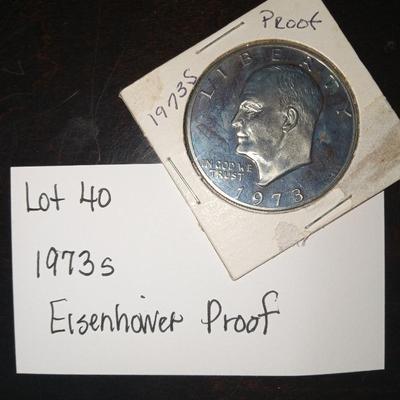 PROOF
1973S
LIBERTY
IN GOD WE
TRUST
1973
Lot 40
1973s
Eisenhower Proof